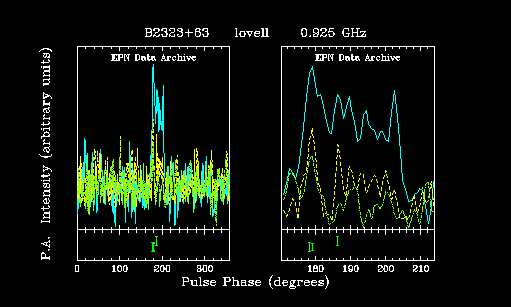 B2323+63 lovell 0.925 GHz
EPN Data Archive
EPN Data Archive
P.A. Intensity (arbitrary units)
0 100 200 300
180 190 200 210
Pulse Phase (degrees)